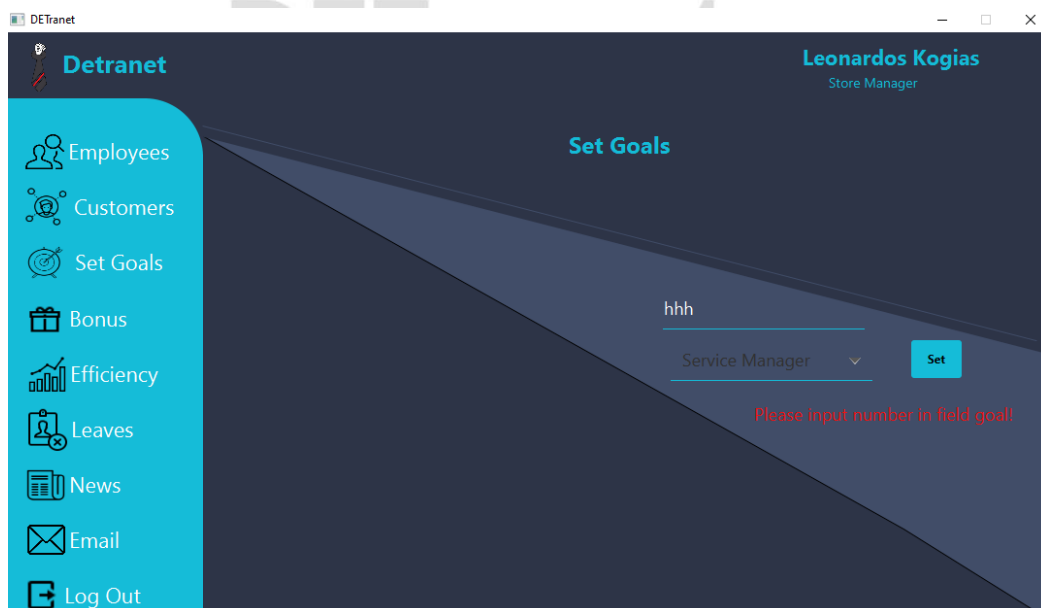 DETranet
Detranet
Leonardos Kogias
Store Manager
Employees
Customers
Set Goals
Bonus
Efficiency
Leaves
News
Email
Log Out
Set Goals
hhh
Service Manager
Set
Please input number in field goal!